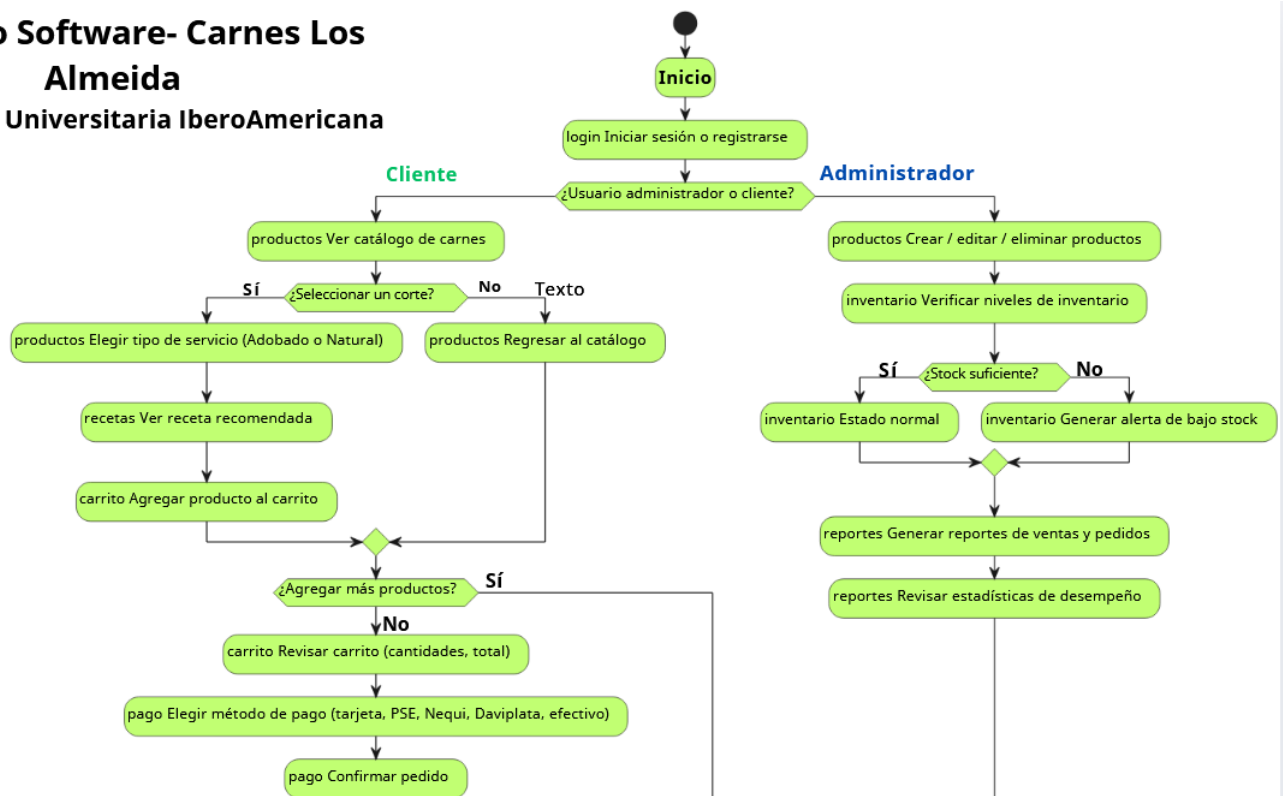 o Software- Carnes Los
Almeida
Universitaria IberoAmericana
Inicio
login Iniciar sesión o registrarse
Cliente
¿Usuario administrador o cliente?
Administrador
productos Ver catálogo de carnes
productos Crear / editar / eliminar productos
Sí
¿Seleccionar un corte?
No
Texto
inventario Verificar niveles de inventario
productos Elegir tipo de servicio (Adobado o Natural)
productos Regresar al catálogo
Sí
¿Stock suficiente?
No
recetas Ver receta recomendada
inventario Estado normal
inventario Generar alerta de bajo stock
carrito Agregar producto al carrito
reportes Generar reportes de ventas y pedidos
¿Agregar más productos?
Sí
reportes Revisar estadísticas de desempeño
No
carrito Revisar carrito (cantidades, total)
pago Elegir método de pago (tarjeta, PSE, Nequi, Daviplata, efectivo)
pago Confirmar pedido